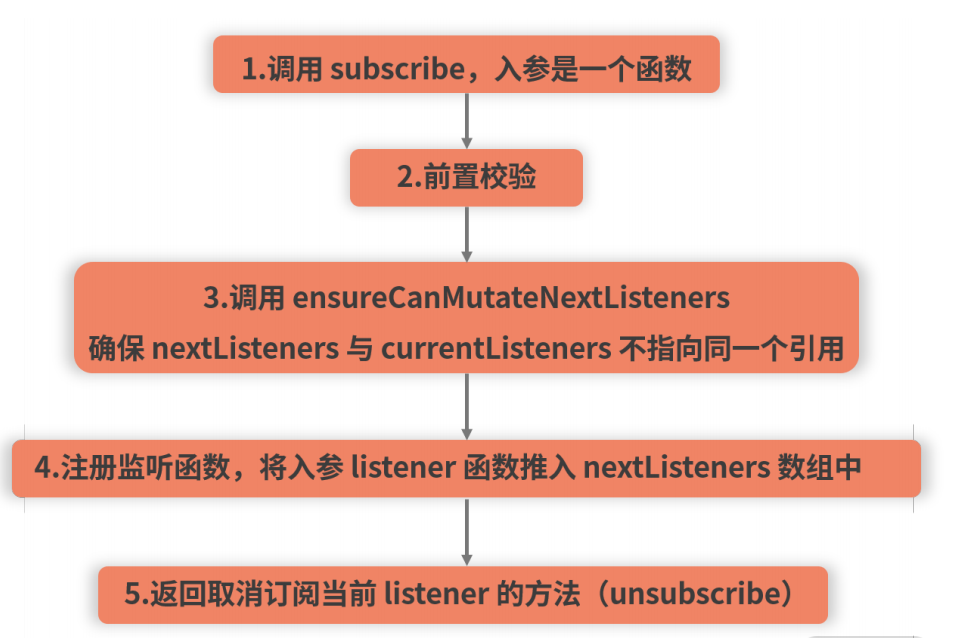 1.调用 subscribe，入参是一个函数
2.前置校验
3.调用 ensureCanMutateNextListeners
确保 nextListeners 与 currentListeners 不指向同一个引用
4.注册监听函数，将入参 listener 函数推入 nextListeners 数组中
5.返回取消订阅当前 listener 的方法（unsubscribe）